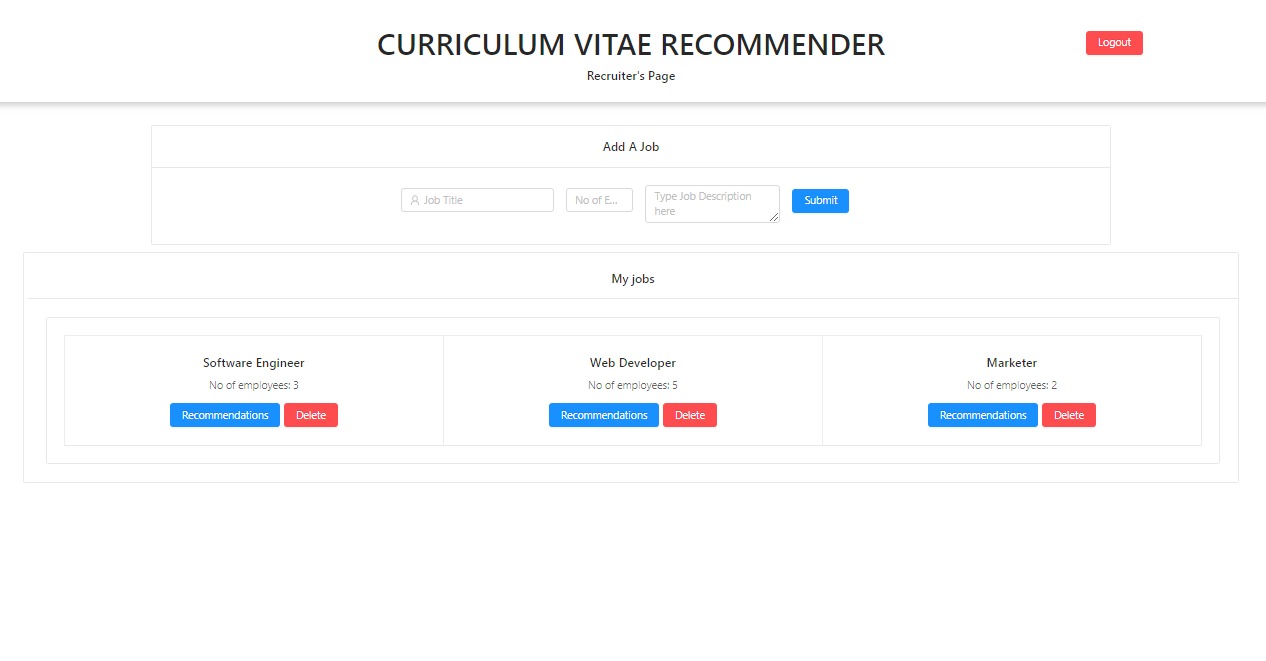 CURRICULUM VITAE RECOMMENDER
Logout
Recruiter's Page
Add A Job
Job Title
No of E...
Type Job Description
here
Submit
My jobs
Software Engineer
No of employees: 3
Recommendations Delete
Web Developer
No of employees: 5
Recommendations Delete
Marketer
No of employees: 2
Recommendations Delete